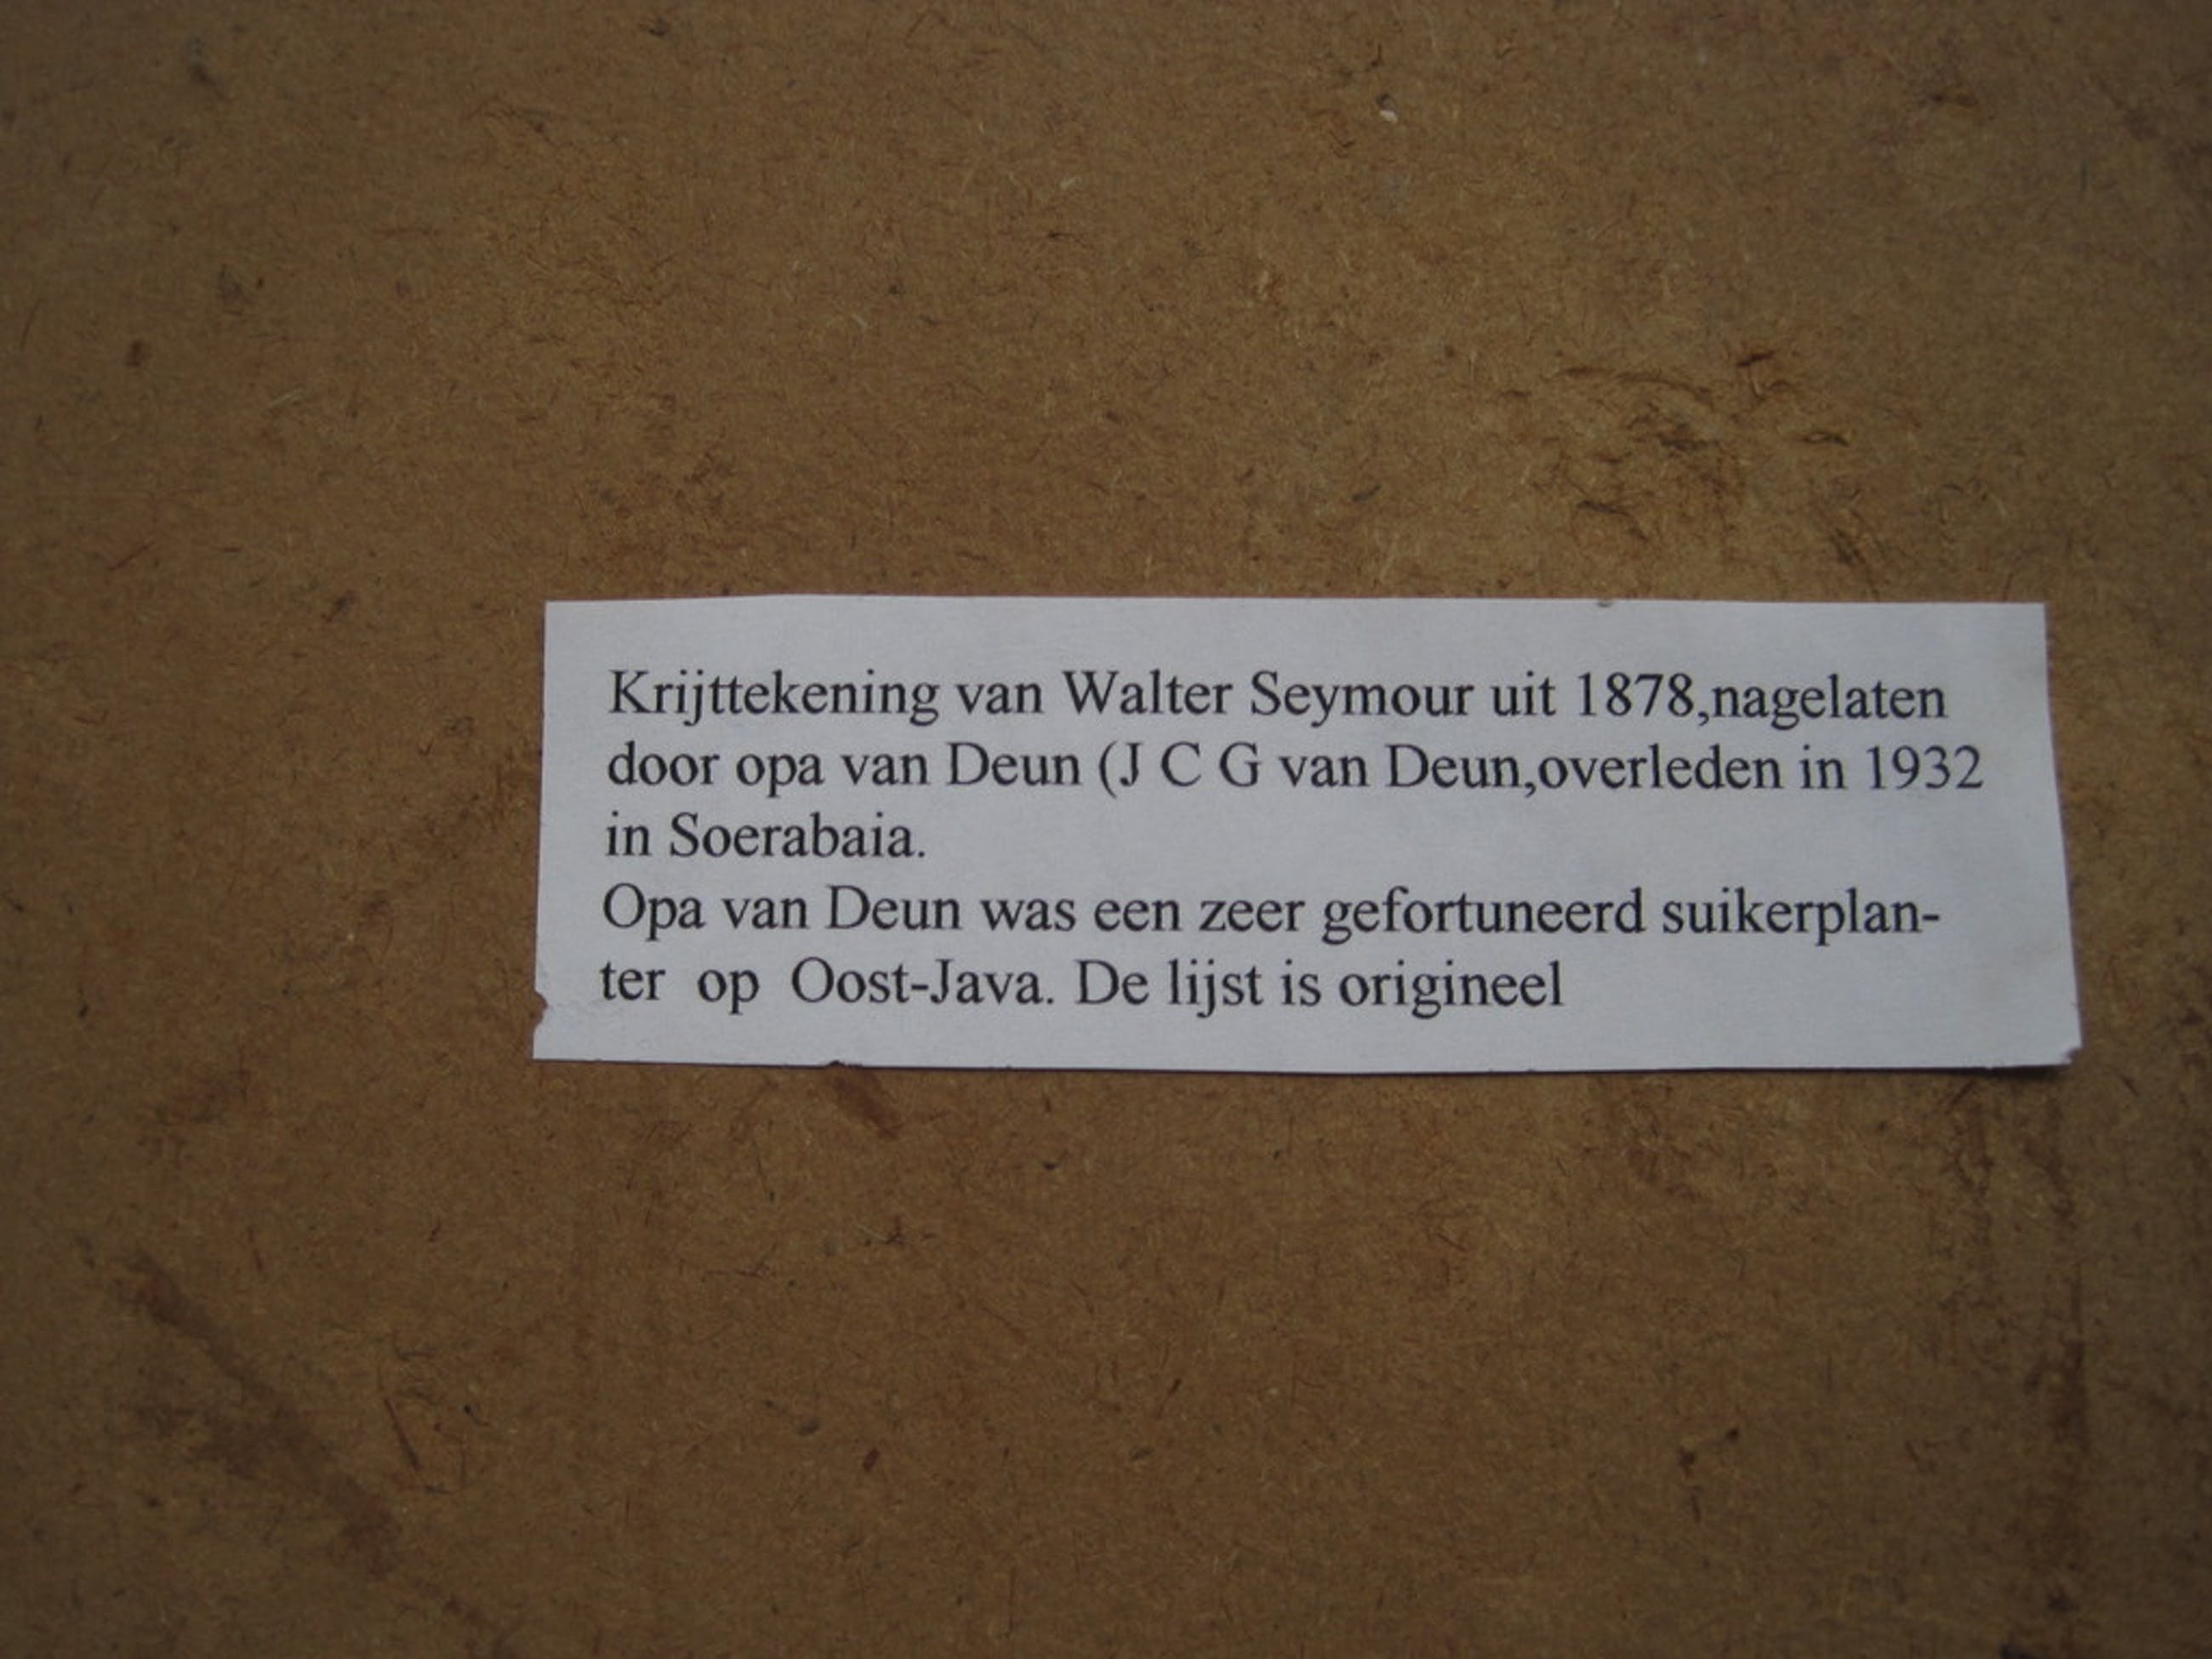 Krijttekening van Walter Seymour uit 1878,nagelaten
door opa van Deun (J C G van Deun,overleden in 1932
in Soerabaia.
Opa van Deun was een zeer gefortuneerd suikerplan-
ter op Oost-Java. De lijst is origineel